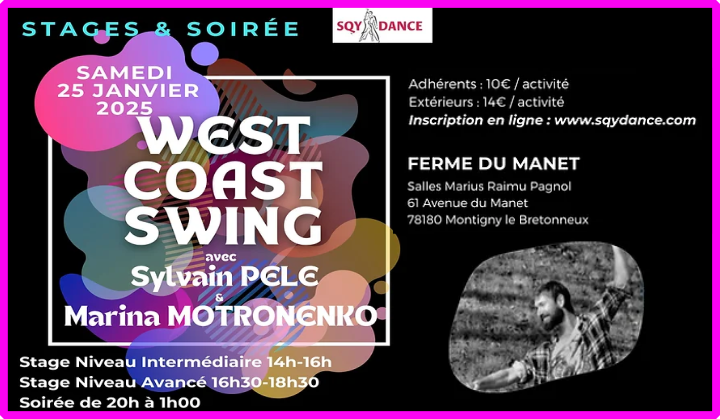 STAGES & SOIRÉE
SQY DANCE
SAMEDI
25 JANVIER
2025
WEST
COAST
SWING
avec
Sylvain PELE
&
Marina MOTRONENKO
Stage Niveau Intermédiaire 14h-16h
Stage Niveau Avancé 16h30-18h30
Soirée de 20h à 1h00
Adhérents : 10€ / activité
Extérieurs : 14€ / activité
Inscription en ligne : www.sqydance.com
FERME DU MANET
Salles Marius Raimu Pagnol
61 Avenue du Manet
78180 Montigny le Bretonneux